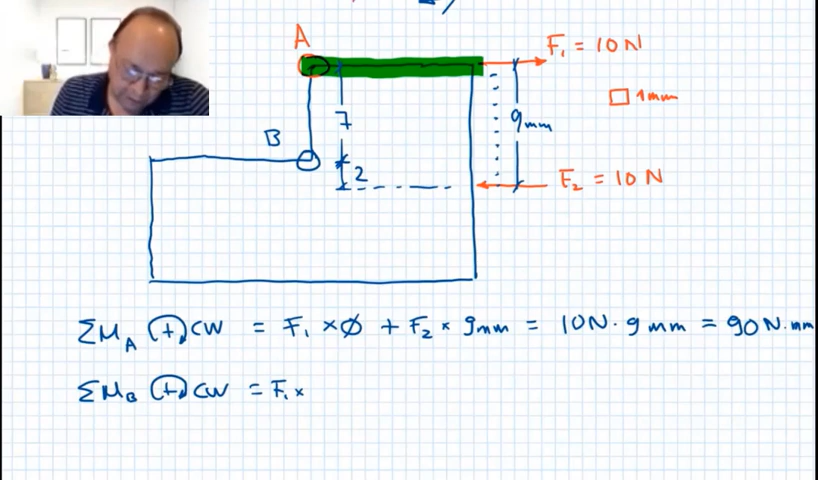 A
F₁ = 10 N
1mm
B
7
9mm
2
F₂ = 10 N
ΣM_A (+) CW = F₁ × ∅ + F₂ × 9mm = 10N · 9 mm = 90 N·mm
ΣM_B (+) CW = F₁ ×